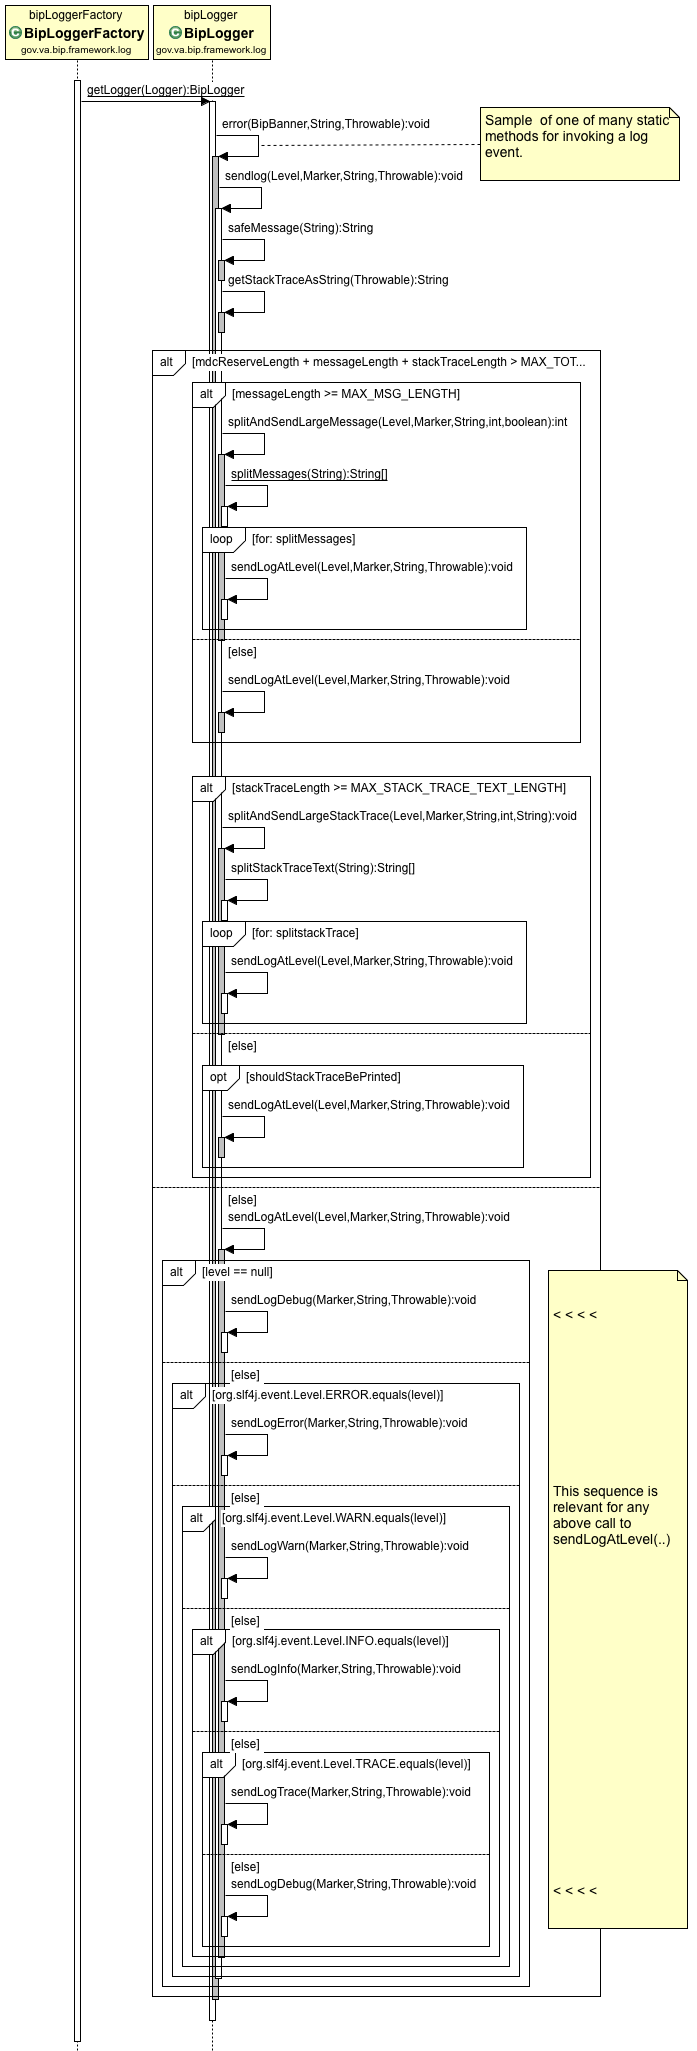 bipLoggerFactory
BipLoggerFactory
gov.va.bip.framework.log
bipLogger
BipLogger
gov.va.bip.framework.log
getLogger(Logger):BipLogger
error(BipBanner,String,Throwable):void
Sample of one of many static
methods for invoking a log
event.
sendlog(Level,Marker,String,Throwable):void
safeMessage(String):String
getStackTraceAsString(Throwable):String
alt [mdcReserveLength + messageLength + stackTraceLength > MAX_TOT...
alt [messageLength >= MAX_MSG_LENGTH]
splitAndSendLargeMessage(Level,Marker,String,int,boolean):int
splitMessages(String):String[]
loop [for: splitMessages]
sendLogAtLevel(Level,Marker,String,Throwable):void
[else]
sendLogAtLevel(Level,Marker,String,Throwable):void
alt [stackTraceLength >= MAX_STACK_TRACE_TEXT_LENGTH]
splitAndSendLargeStackTrace(Level,Marker,String,int,String):void
splitStackTraceText(String):String[]
loop [for: splitstackTrace]
sendLogAtLevel(Level,Marker,String,Throwable):void
[else]
opt [shouldStackTraceBePrinted]
sendLogAtLevel(Level,Marker,String,Throwable):void
[else]
sendLogAtLevel(Level,Marker,String,Throwable):void
alt [level == null]
sendLogDebug(Marker,String,Throwable):void
< < < <
[else]
alt [org.slf4j.event.Level.ERROR.equals(level)]
sendLogError(Marker,String,Throwable):void
[else]
This sequence is
relevant for any
above call to
sendLogAtLevel(..)
alt [org.slf4j.event.Level.WARN.equals(level)]
sendLogWarn(Marker,String,Throwable):void
[else]
alt [org.slf4j.event.Level.INFO.equals(level)]
sendLogInfo(Marker,String,Throwable):void
[else]
alt [org.slf4j.event.Level.TRACE.equals(level)]
sendLogTrace(Marker,String,Throwable):void
[else]
sendLogDebug(Marker,String,Throwable):void
< < < <